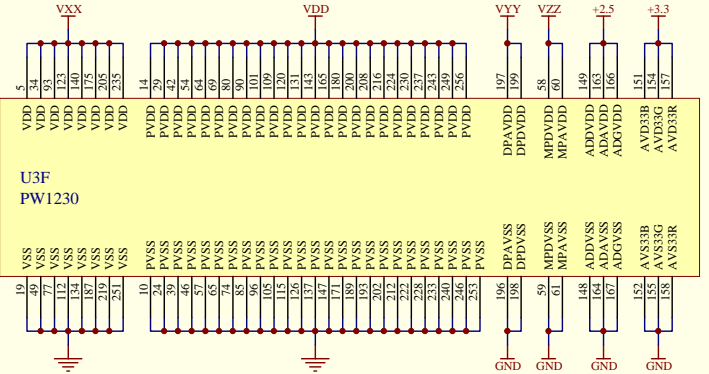 VXX VDD VYY VZZ +2.5 +3.3
5 34 93 123 140 175 205 235 14 29 42 54 64 69 80 90 101 109 120 131 143 165 180 200 208 216 224 230 237 243 249 256 197 199 58 60 149 163 166 151 154 157
VDD VDD VDD VDD VDD VDD VDD VDD PVDD PVDD PVDD PVDD PVDD PVDD PVDD PVDD PVDD PVDD PVDD PVDD PVDD PVDD PVDD PVDD PVDD PVDD PVDD PVDD PVDD PVDD PVDD PVDD DPAVDD DPDVDD MPDVDD MPAVDD ADDVDD ADAVDD ADGVDD AVD33B AVD33G AVD33R
U3F
PW1230
VSS VSS VSS VSS VSS VSS VSS VSS PVSS PVSS PVSS PVSS PVSS PVSS PVSS PVSS PVSS PVSS PVSS PVSS PVSS PVSS PVSS PVSS PVSS PVSS PVSS PVSS PVSS PVSS PVSS PVSS PVSS DPAVSS DPDVSS MPDVSS MPAVSS ADDVSS ADAVSS ADGVSS AVS33B AVS33G AVS33R
19 49 77 112 134 187 219 251 10 24 39 46 57 65 74 85 96 105 115 126 137 147 171 189 193 202 212 222 228 233 240 246 253 196 198 59 61 148 164 167 152 155 158
GND GND GND GND